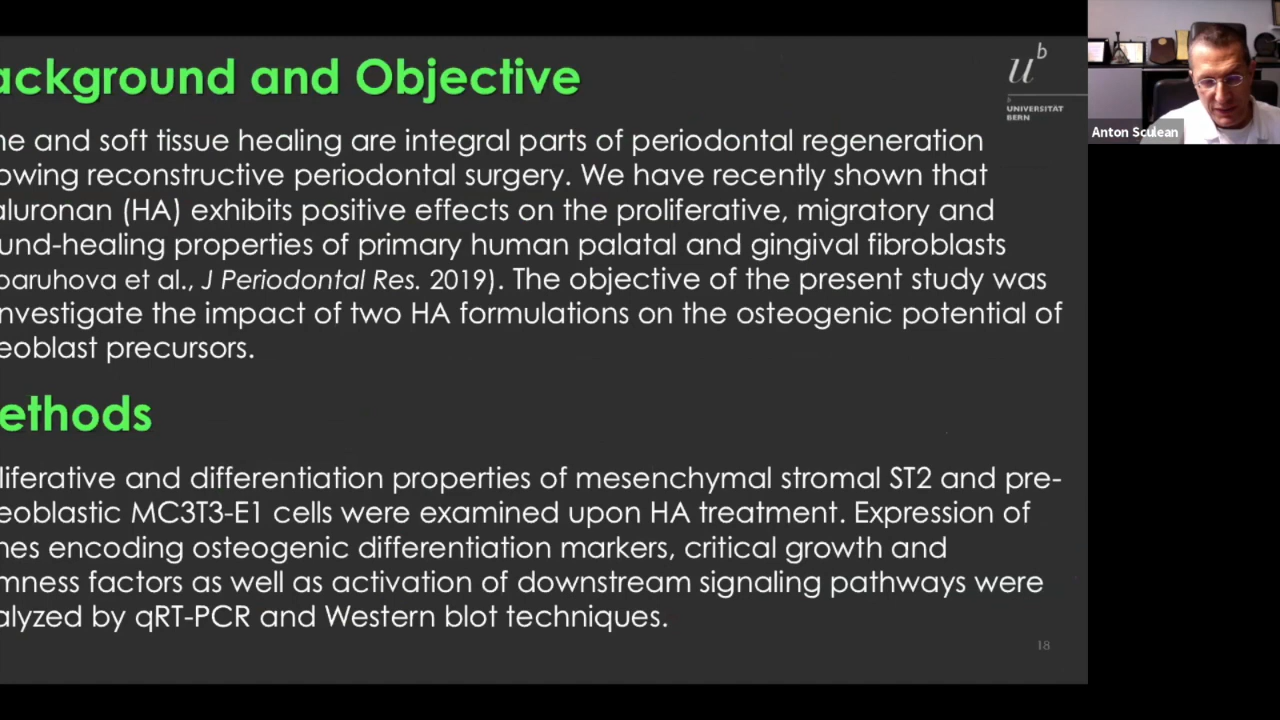 ackground and Objective
ne and soft tissue healing are integral parts of periodontal regeneration
owing reconstructive periodontal surgery. We have recently shown that
aluronan (HA) exhibits positive effects on the proliferative, migratory and
und-healing properties of primary human palatal and gingival fibroblasts
oaruhova et al., J Periodontal Res. 2019). The objective of the present study was
nvestigate the impact of two HA formulations on the osteogenic potential of
eoblast precursors.
ethods
liferative and differentiation properties of mesenchymal stromal ST2 and pre-
eoblastic MC3T3-E1 cells were examined upon HA treatment. Expression of
nes encoding osteogenic differentiation markers, critical growth and
mness factors as well as activation of downstream signaling pathways were
alyzed by qRT-PCR and Western blot techniques.
18
u b
b
UNIVERSITÄT
BERN
Anton Sculean